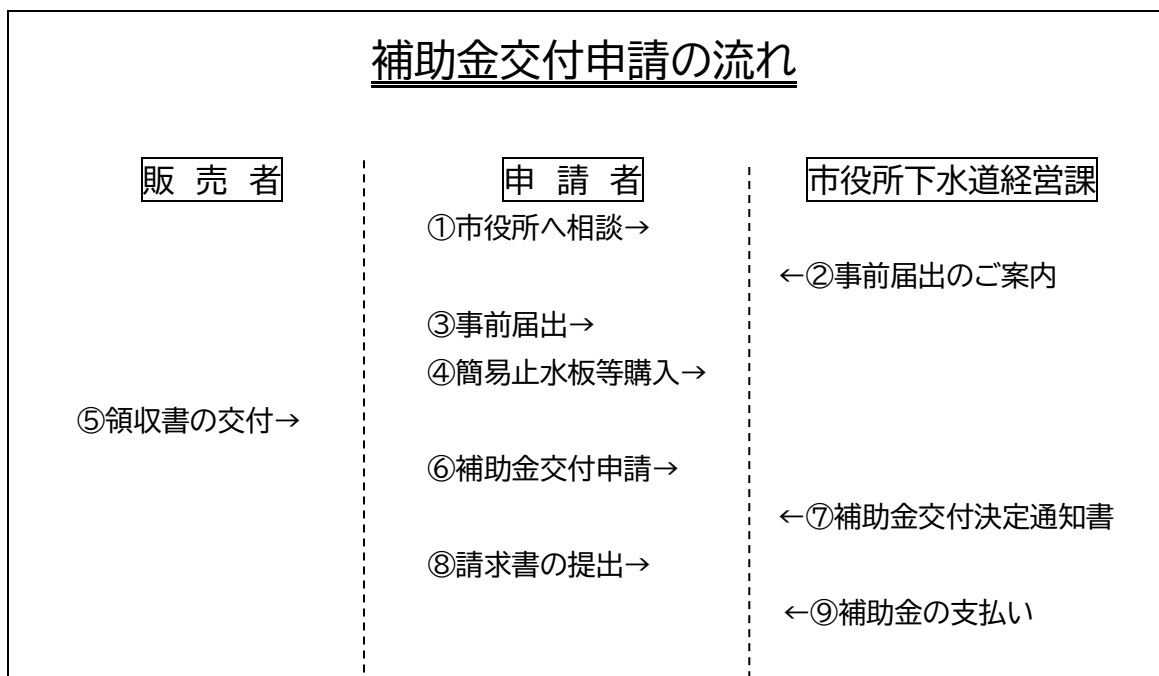 補助金交付申請の流れ
販売者 申請者 市役所下水道経営課
①市役所へ相談→
←②事前届出のご案内
③事前届出→
④簡易止水板等購入→
⑤領収書の交付→
⑥補助金交付申請→
←⑦補助金交付決定通知書
⑧請求書の提出→
←⑨補助金の支払い